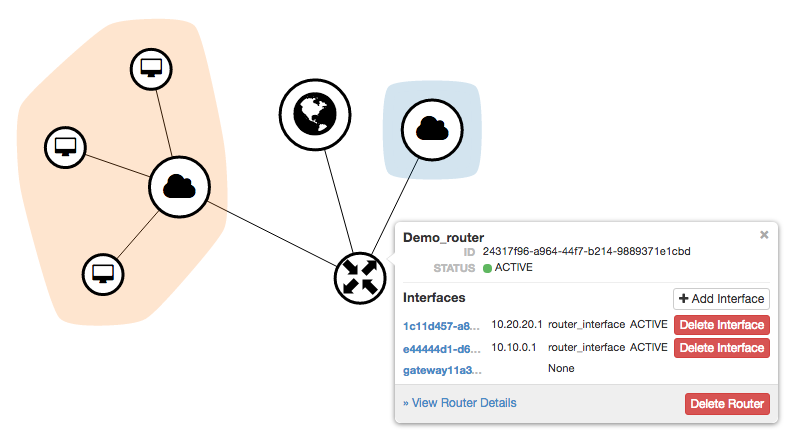 Demo_router ×
ID 24317f96-a964-44f7-b214-9889371e1cbd
STATUS ACTIVE
Interfaces + Add Interface
1c11d457-a8... 10.20.20.1 router_interface ACTIVE Delete Interface
e44444d1-d6... 10.10.0.1 router_interface ACTIVE Delete Interface
gateway11a3... None
» View Router Details Delete Router